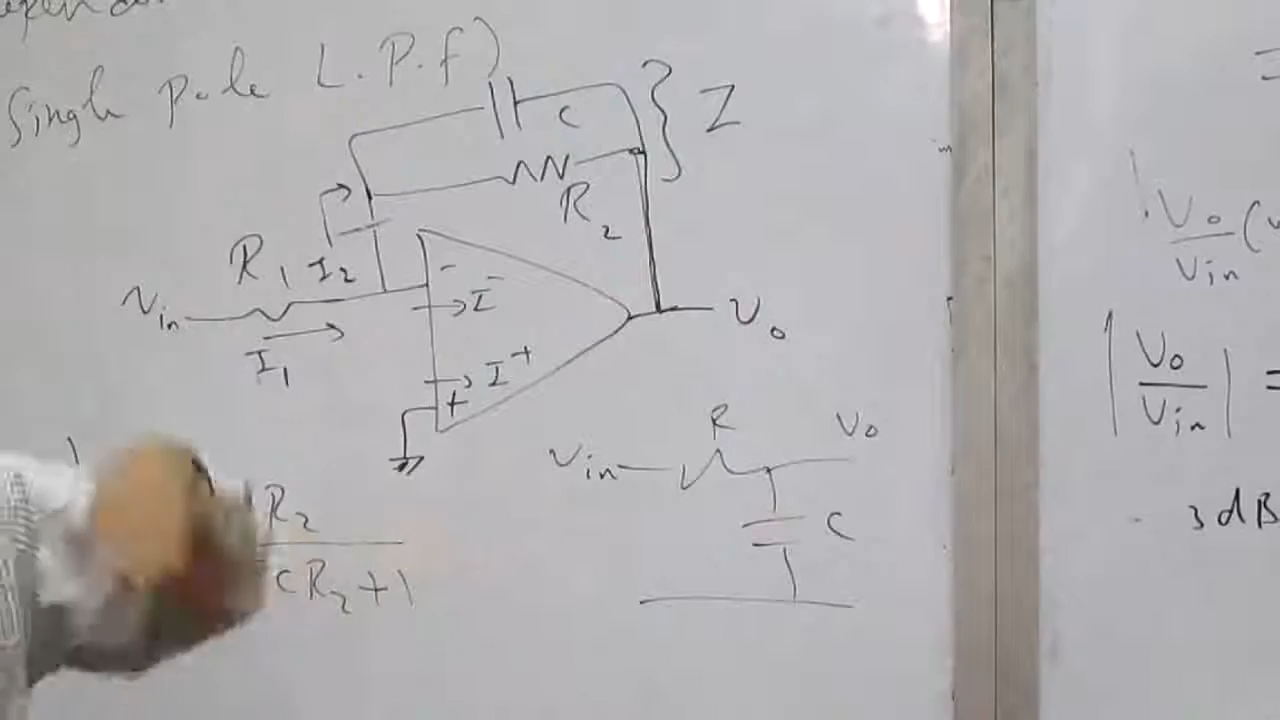 Single Pole L.P.f)
C
Z
R2
R1 I2
-
I-
Vin
I1
Vo
I+
+
R
Vo
Vin
C
R2
CR2+1
Vo
Vin
|Vo/Vin| =
3dB